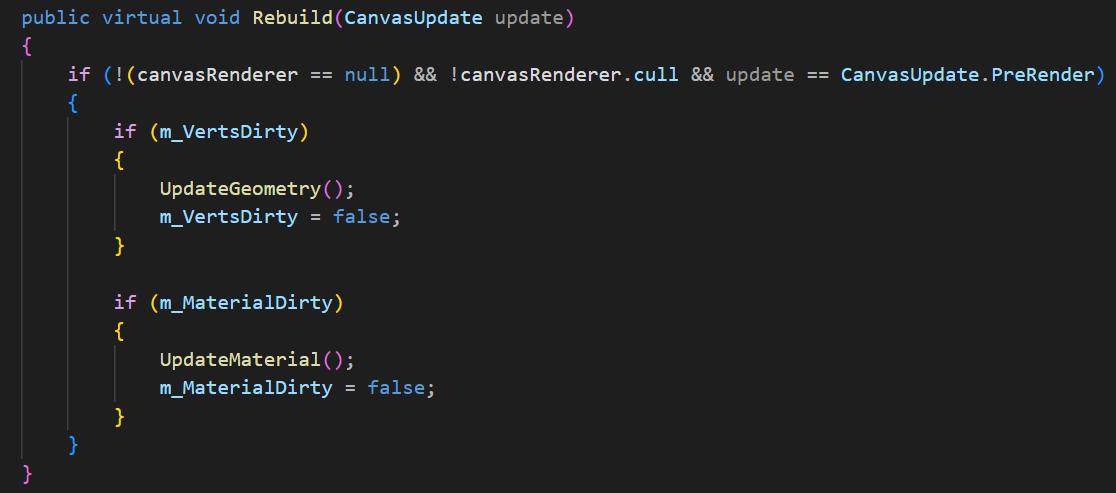 public virtual void Rebuild(CanvasUpdate update)
{
    if (!(canvasRenderer == null) && !canvasRenderer.cull && update == CanvasUpdate.PreRender)
    {
        if (m_VertsDirty)
        {
            UpdateGeometry();
            m_VertsDirty = false;
        }

        if (m_MaterialDirty)
        {
            UpdateMaterial();
            m_MaterialDirty = false;
        }
    }
}